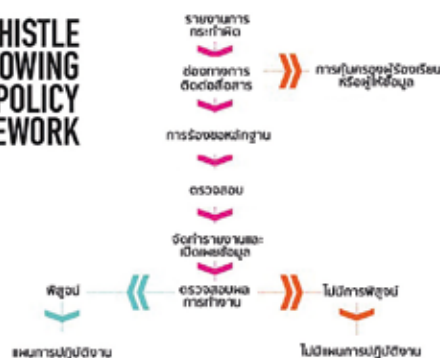 HISTLE
OWING
POLICY
EWORK
รายงานการ
กระทำผิด
ช่องทางการ
ติดต่อสื่อสาร
การคุ้มครองผู้ร้องเรียน
หรือผู้ให้ข้อมูล
การร้องขอหลักฐาน
ตรวจสอบ
จัดทำรายงานและ
เปิดเผยข้อมูล
พิสูจน์
ตรวจสอบผล
การทำงาน
ไม่มีการพิสูจน์
แผนการปฏิบัติงาน
ไม่มีแผนการปฏิบัติงาน